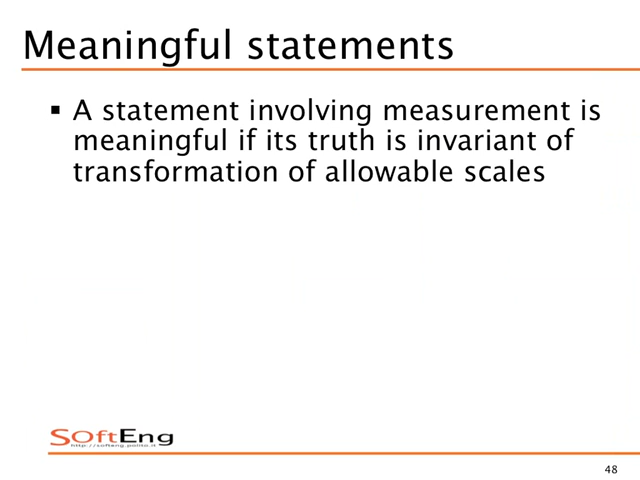 Meaningful statements
▪ A statement involving measurement is
meaningful if its truth is invariant of
transformation of allowable scales
SOftEng
http://softeng.polito.it
48